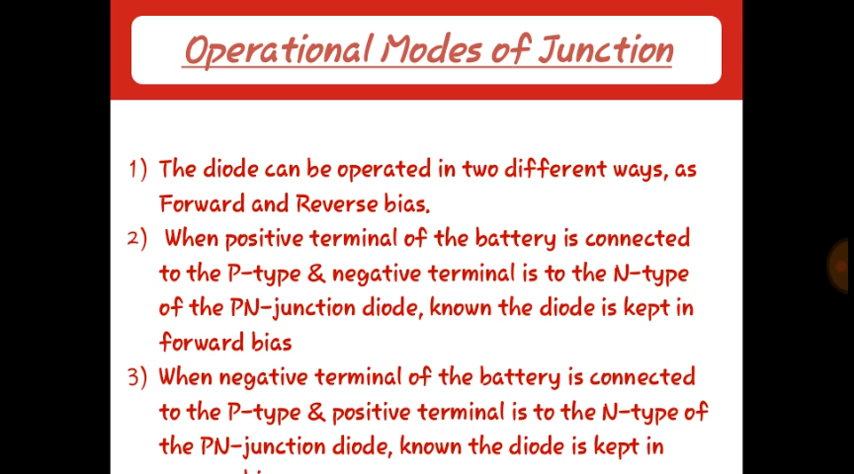 Operational Modes of Junction
1) The diode can be operated in two different ways, as
Forward and Reverse bias.
2) When positive terminal of the battery is connected
to the P-type & negative terminal is to the N-type
of the PN-junction diode, known the diode is kept in
forward bias
3) When negative terminal of the battery is connected
to the P-type & positive terminal is to the N-type of
the PN-junction diode, known the diode is kept in